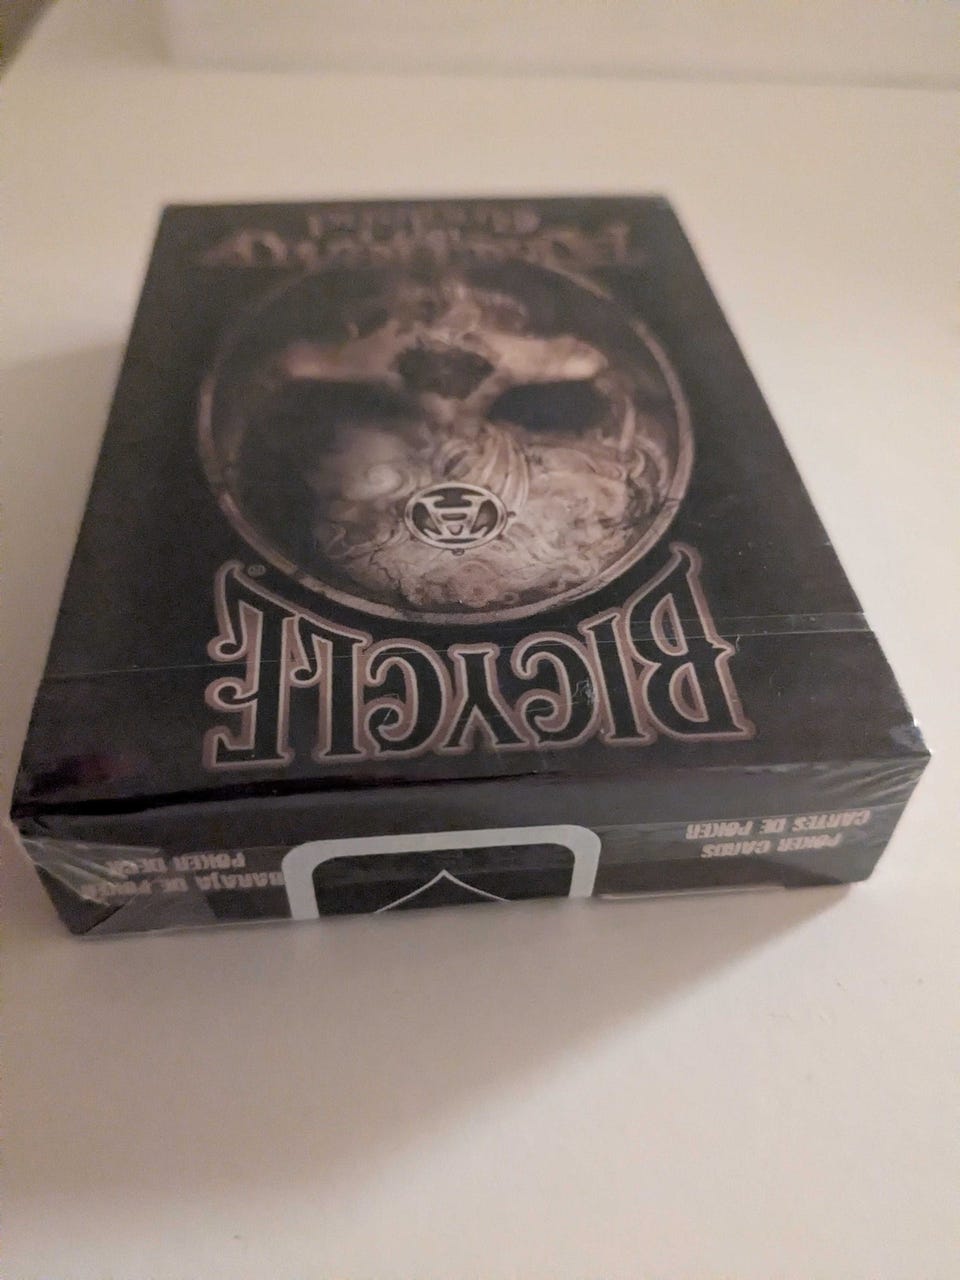 BICYCLE®
A
POKER CARDS
CARTES DE POKER
BARAJA DE POKER
POKER DECK